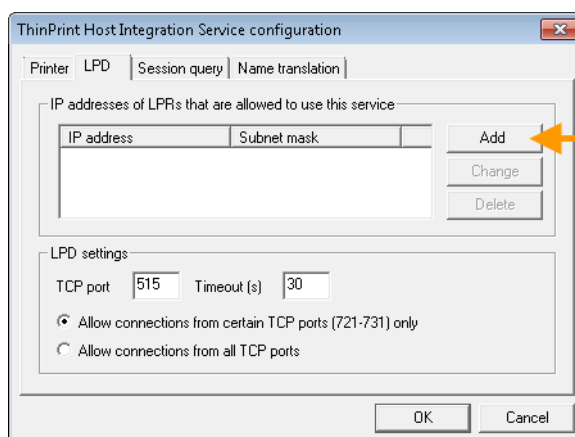 ThinPrint Host Integration Service configuration
Printer LPD Session query Name translation
IP addresses of LPRs that are allowed to use this service
IP address Subnet mask
Add
Change
Delete
LPD settings
TCP port 515 Timeout (s) 30
Allow connections from certain TCP ports (721-731) only
Allow connections from all TCP ports
OK Cancel